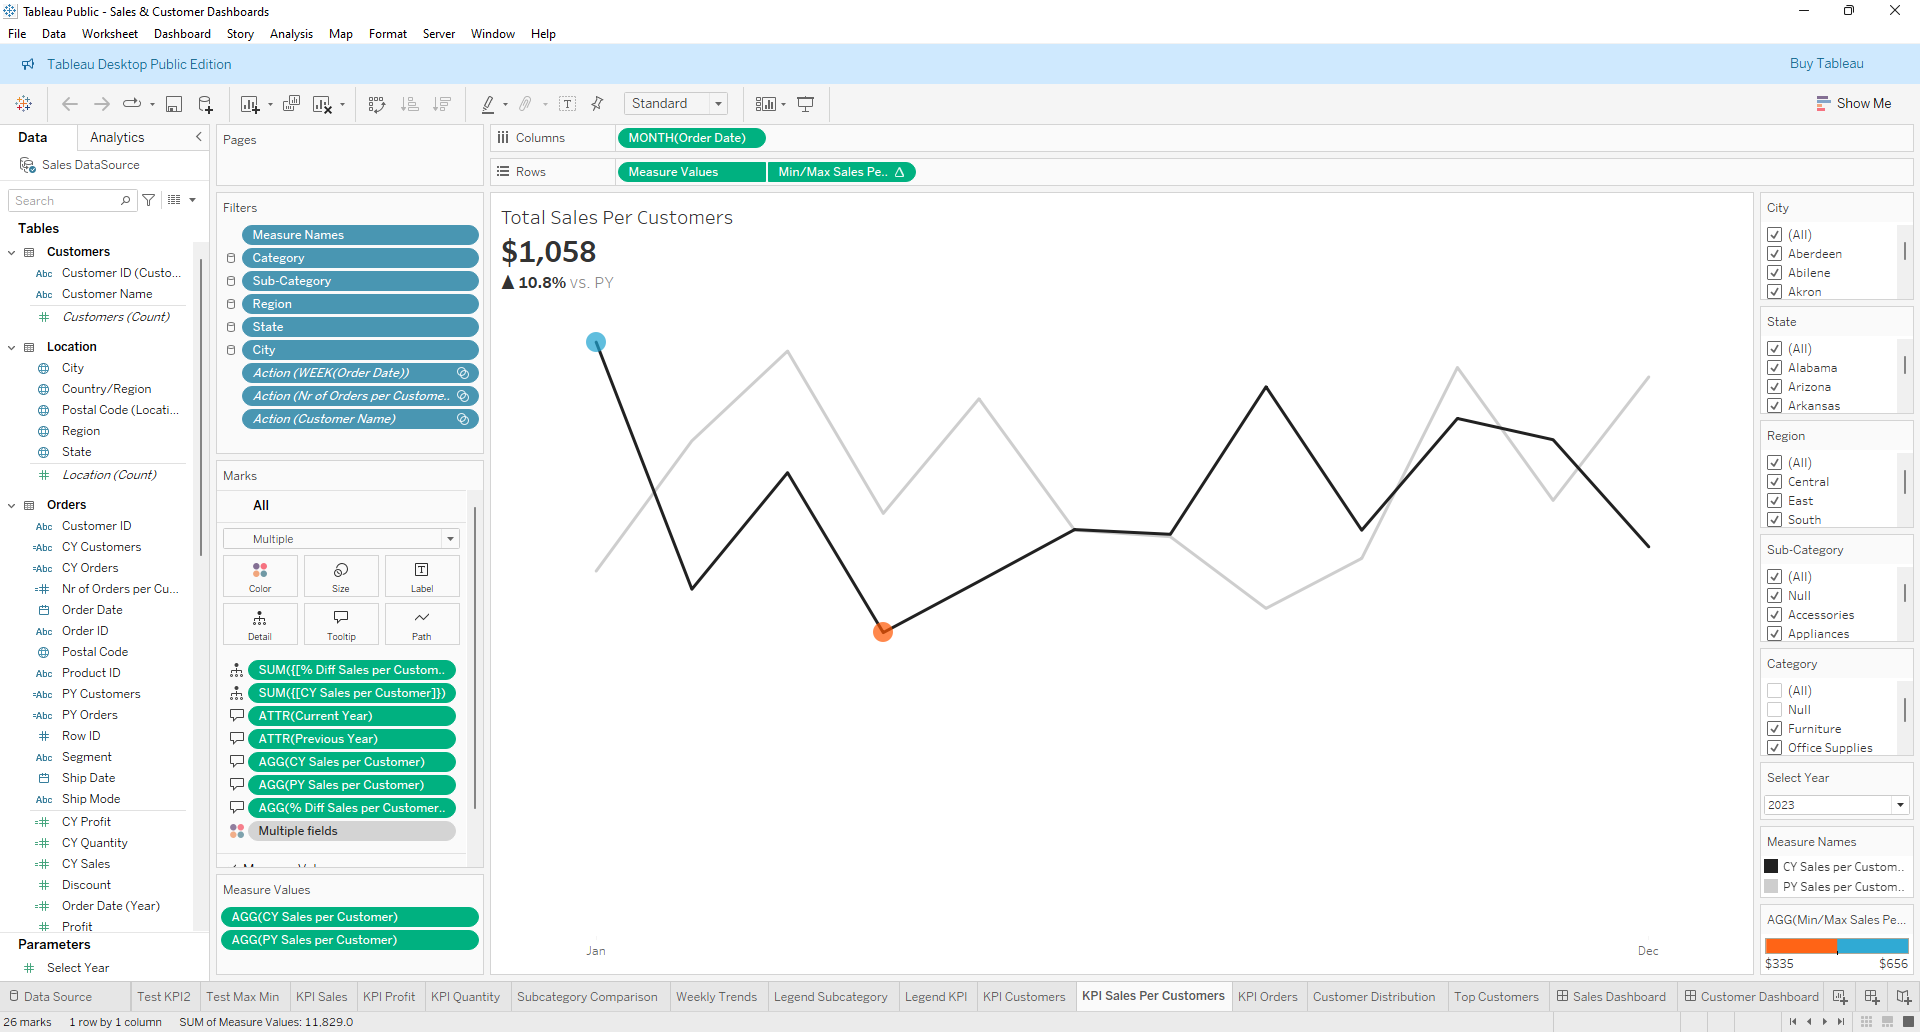 Tableau Public - Sales & Customer Dashboards
File Data Worksheet Dashboard Story Analysis Map Format Server Window Help
Tableau Desktop Public Edition
Buy Tableau
Standard
Show Me
Data Analytics
Sales DataSource
Search
Tables
Customers
Abc Customer ID (Custo...
Abc Customer Name
# Customers (Count)
Location
City
Country/Region
Postal Code (Locati...
Region
State
# Location (Count)
Orders
Abc Customer ID
=Abc CY Customers
=Abc CY Orders
=# Nr of Orders per Cu...
Order Date
Abc Order ID
Postal Code
Abc Product ID
=Abc PY Customers
=Abc PY Orders
# Row ID
Abc Segment
Ship Date
Abc Ship Mode
=# CY Profit
=# CY Quantity
=# CY Sales
# Discount
=# Order Date (Year)
# Profit
Parameters
# Select Year
Pages
Filters
Measure Names
Category
Sub-Category
Region
State
City
Action (WEEK(Order Date))
Action (Nr of Orders per Custome..
Action (Customer Name)
Marks
All
Multiple
Color Size Label
Detail Tooltip Path
SUM({[% Diff Sales per Custom..
SUM({[CY Sales per Customer]})
ATTR(Current Year)
ATTR(Previous Year)
AGG(CY Sales per Customer)
AGG(PY Sales per Customer)
AGG(% Diff Sales per Customer..
Multiple fields
Measure Values
AGG(CY Sales per Customer)
AGG(PY Sales per Customer)
Columns MONTH(Order Date)
Rows Measure Values Min/Max Sales Pe.. Δ
Total Sales Per Customers
$1,058
▲ 10.8% vs. PY
Jan Dec
City
(All)
Aberdeen
Abilene
Akron
State
(All)
Alabama
Arizona
Arkansas
Region
(All)
Central
East
South
Sub-Category
(All)
Null
Accessories
Appliances
Category
(All)
Null
Furniture
Office Supplies
Select Year
2023
Measure Names
CY Sales per Custom..
PY Sales per Custom..
AGG(Min/Max Sales Pe...
$335 $656
Data Source Test KPI2 Test Max Min KPI Sales KPI Profit KPI Quantity Subcategory Comparison Weekly Trends Legend Subcategory Legend KPI KPI Customers KPI Sales Per Customers KPI Orders Customer Distribution Top Customers Sales Dashboard Customer Dashboard
26 marks 1 row by 1 column SUM of Measure Values: 11,829.0